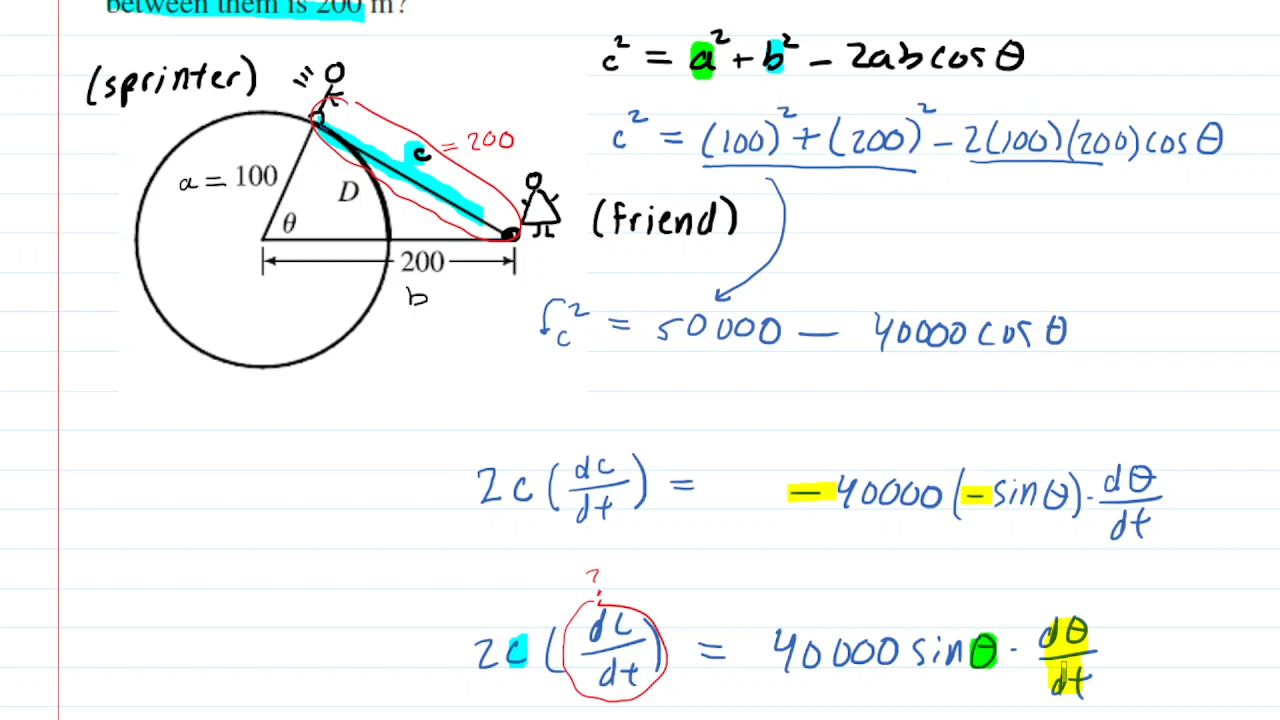 between them is 200 m?
c² = a² + b² - 2ab cos θ
(sprinter)
c² = (100)² + (200)² - 2(100)(200) cos θ
c = 200
a = 100
D
θ
(friend)
200
b
c² = 50000 - 40000 cos θ
2c (dc/dt) = -40000 (-sin θ) · dθ/dt
?
2c (dc/dt) = 40000 sin θ · dθ/dt